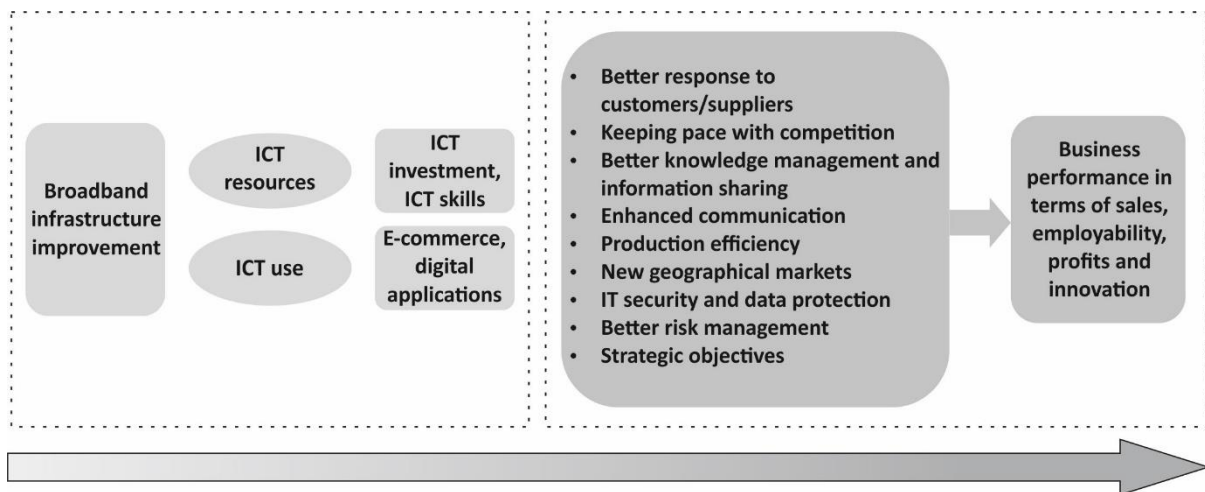 Broadband
infrastructure
improvement
ICT
resources
ICT use
ICT
investment,
ICT skills
E-commerce,
digital
applications
• Better response to
customers/suppliers
• Keeping pace with competition
• Better knowledge management and
information sharing
• Enhanced communication
• Production efficiency
• New geographical markets
• IT security and data protection
• Better risk management
• Strategic objectives
Business
performance in
terms of sales,
employability,
profits and
innovation